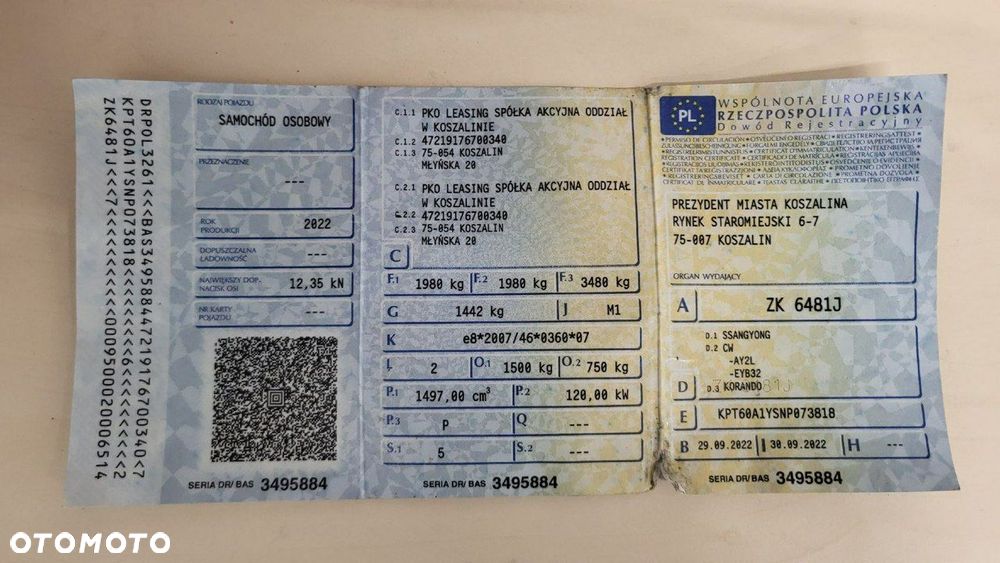 DRPOL3261<<BAS34958844721917670034​0<7
KPT60A1YSNP073818<<<<<<<6<<<<<<<<<2
ZK6481J<<<7<<<<<<<<<<<<0009500020006514
RODZAJ POJAZDU
SAMOCHÓD OSOBOWY
PRZEZNACZENIE
---
ROK
PRODUKCJI
2022
DOPUSZCZALNA
ŁADOWNOŚĆ
---
NAJWIĘKSZY DOP.
NACISK OSI
12,35 kN
NR KARTY
POJAZDU
---
SERIA DR/BAS 3495884
C.1.1 PKO LEASING SPÓŁKA AKCYJNA ODDZIAŁ
W KOSZALINIE
C.1.2 47219176700340
C.1.3 75-054 KOSZALIN
MŁYŃSKA 20
C.2.1 PKO LEASING SPÓŁKA AKCYJNA ODDZIAŁ
W KOSZALINIE
C.2.2 47219176700340
C.2.3 75-054 KOSZALIN
MŁYŃSKA 20
C
F.1 1980 kg F.2 1980 kg F.3 3480 kg
G 1442 kg J M1
K e8*2007/46*0360*07
L 2 O.1 1500 kg O.2 750 kg
P.1 1497,00 cm³ P.2 120,00 kW
P.3 P Q ---
S.1 5 S.2 ---
SERIA DR/BAS 3495884
PL
WSPÓLNOTA EUROPEJSKA
RZECZPOSPOLITA POLSKA
Dowód Rejestracyjny
PREZYDENT MIASTA KOSZALINA
RYNEK STAROMIEJSKI 6-7
75-007 KOSZALIN
ORGAN WYDAJĄCY
A ZK 6481J
D.1 SSANGYONG
D.2 CW
-AY2L
-EYB32
D D.3 KORANDO
E KPT60A1YSNP073818
B 29.09.2022 I 30.09.2022 H ---
SERIA DR/BAS 3495884
OTOMOTO